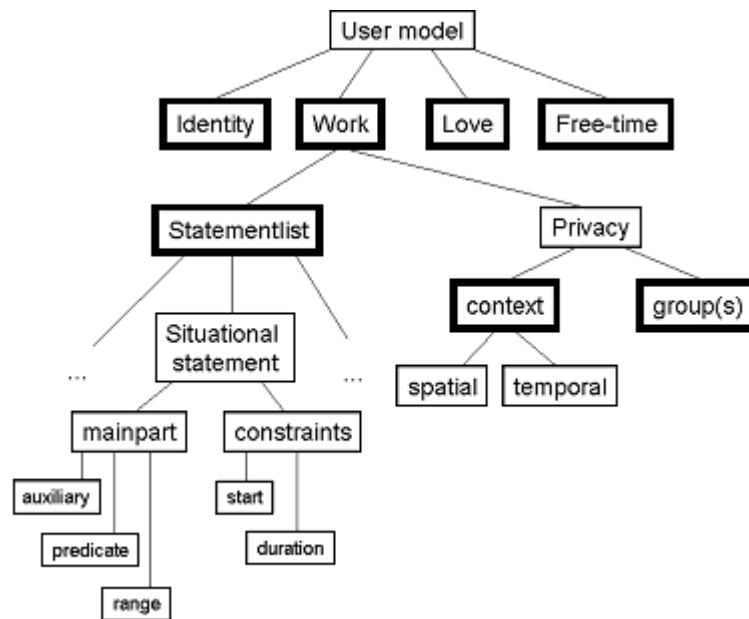 User model
Identity
Work
Love
Free-time
Statementlist
Privacy
context
group(s)
Situational
statement
...
...
spatial
temporal
mainpart
constraints
auxiliary
start
predicate
duration
range